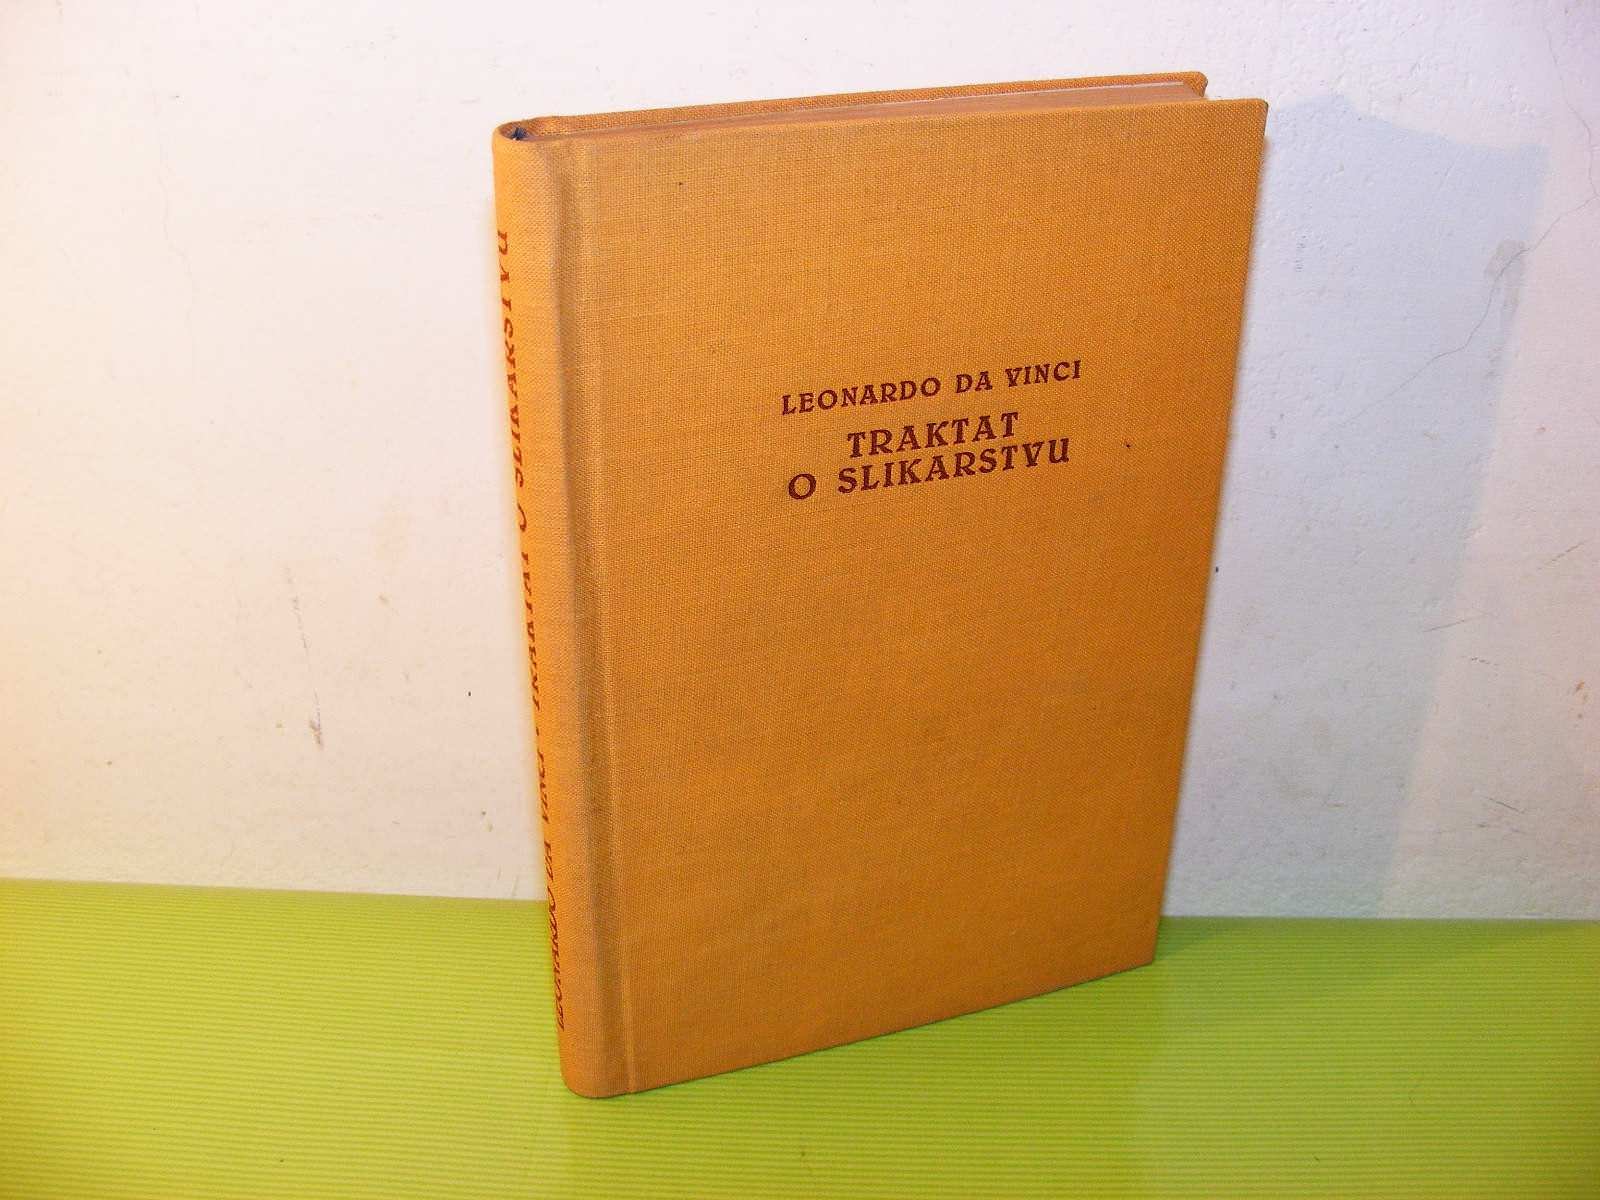 LEONARDO DA VINCI
TRAKTAT
O SLIKARSTVU
LEONARDO DA VINCI : TRAKTAT O SLIKARSTVU